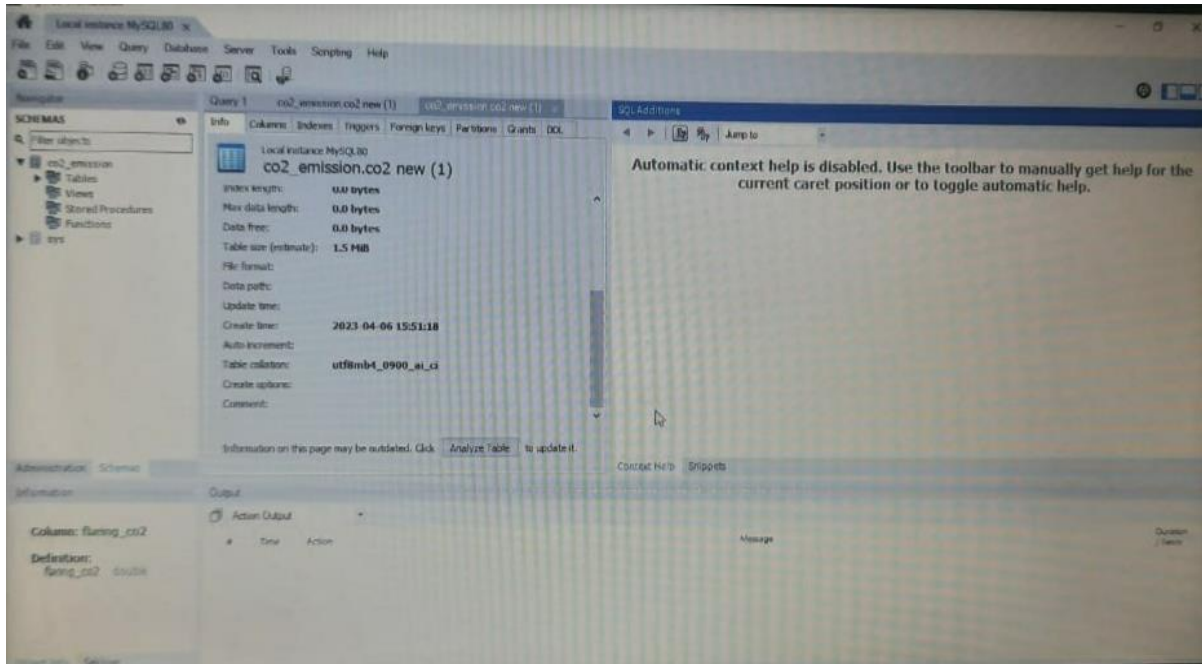 Local instance MySQL80
File Edit View Query Database Server Tools Scripting Help
Navigator
SCHEMAS
Filter objects
co2_emission
Tables
Views
Stored Procedures
Functions
sys
Administration Schemas
Query 1 co2_emission.co2 new (1) co2_emission.co2 new (1)
Info Columns Indexes Triggers Foreign keys Partitions Grants DDL
Local instance MySQL80
co2_emission.co2 new (1)
Index length: 0.0 bytes
Max data length: 0.0 bytes
Data free: 0.0 bytes
Table size (estimate): 1.5 MiB
File format:
Data path:
Update time:
Create time: 2023-04-06 15:51:18
Auto increment:
Table collation: utf8mb4_0900_ai_ci
Create options:
Comment:
Information on this page may be outdated. Click Analyze Table to update it.
SQL Additions
Jump to
Automatic context help is disabled. Use the toolbar to manually get help for the
current caret position or to toggle automatic help.
Context Help Snippets
Information
Column: flaring_co2
Definition:
flaring_co2 double
Output
Action Output
# Time Action Message Duration
Session